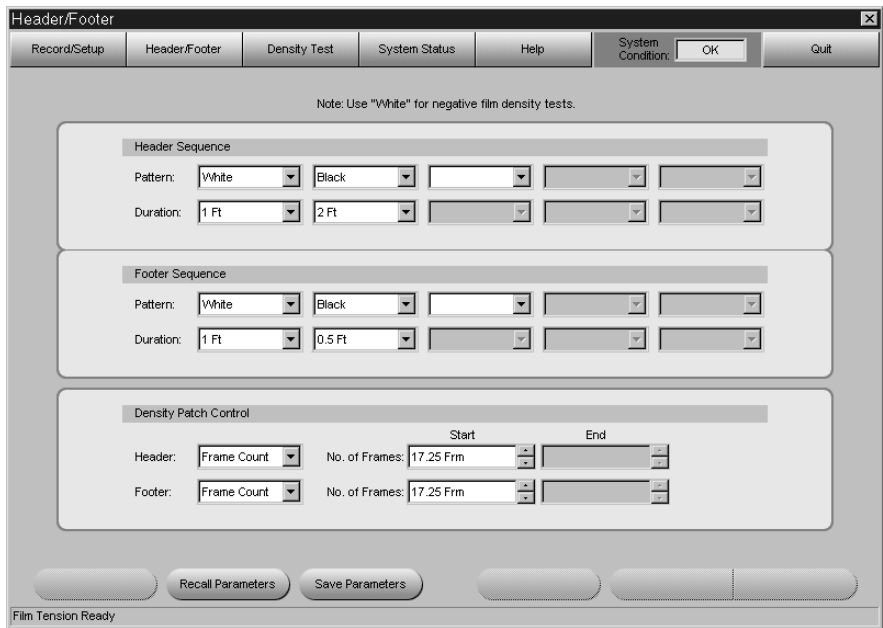 Header/Footer
Record/Setup Header/Footer Density Test System Status Help System Condition: OK Quit
Note: Use "White" for negative film density tests.
Header Sequence
Pattern: White Black
Duration: 1 Ft 2 Ft
Footer Sequence
Pattern: White Black
Duration: 1 Ft 0.5 Ft
Density Patch Control
Start End
Header: Frame Count No. of Frames: 17.25 Frm
Footer: Frame Count No. of Frames: 17.25 Frm
Recall Parameters Save Parameters
Film Tension Ready